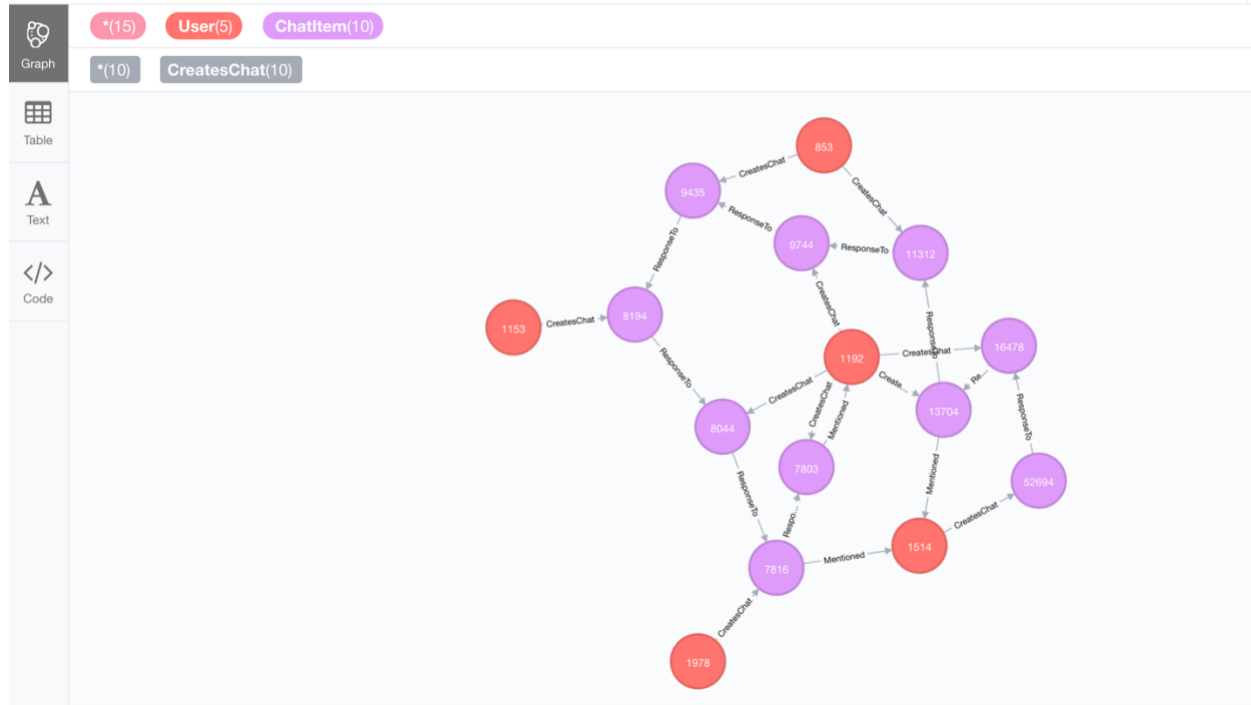 *(15) User(5) ChatItem(10)
Graph
*(10) CreatesChat(10)
Table
A
Text
</>
Code
853
CreatesChat
9435
CreatesChat
ResponseTo
9744
ResponseTo
11312
ResponseTo
CreatesChat
1153
CreatesChat
8194
ResponseTo
1192
CreatesChat
16478
ResponseTo
CreatesChat
Create...
Re...
CreatesChat
Mentioned
8044
13704
ResponseTo
7803
Mentioned
ResponseTo
52694
Respo...
CreatesChat
1514
Mentioned
7816
CreatesChat
1978